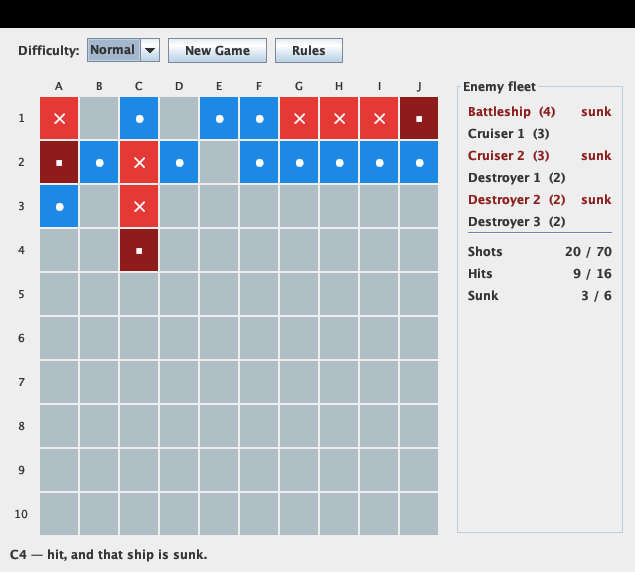 Difficulty: Normal New Game Rules
A B C D E F G H I J
1
2
3
4
5
6
7
8
9
10
Enemy fleet
Battleship (4) sunk
Cruiser 1 (3)
Cruiser 2 (3) sunk
Destroyer 1 (2)
Destroyer 2 (2) sunk
Destroyer 3 (2)
Shots 20 / 70
Hits 9 / 16
Sunk 3 / 6
C4 — hit, and that ship is sunk.